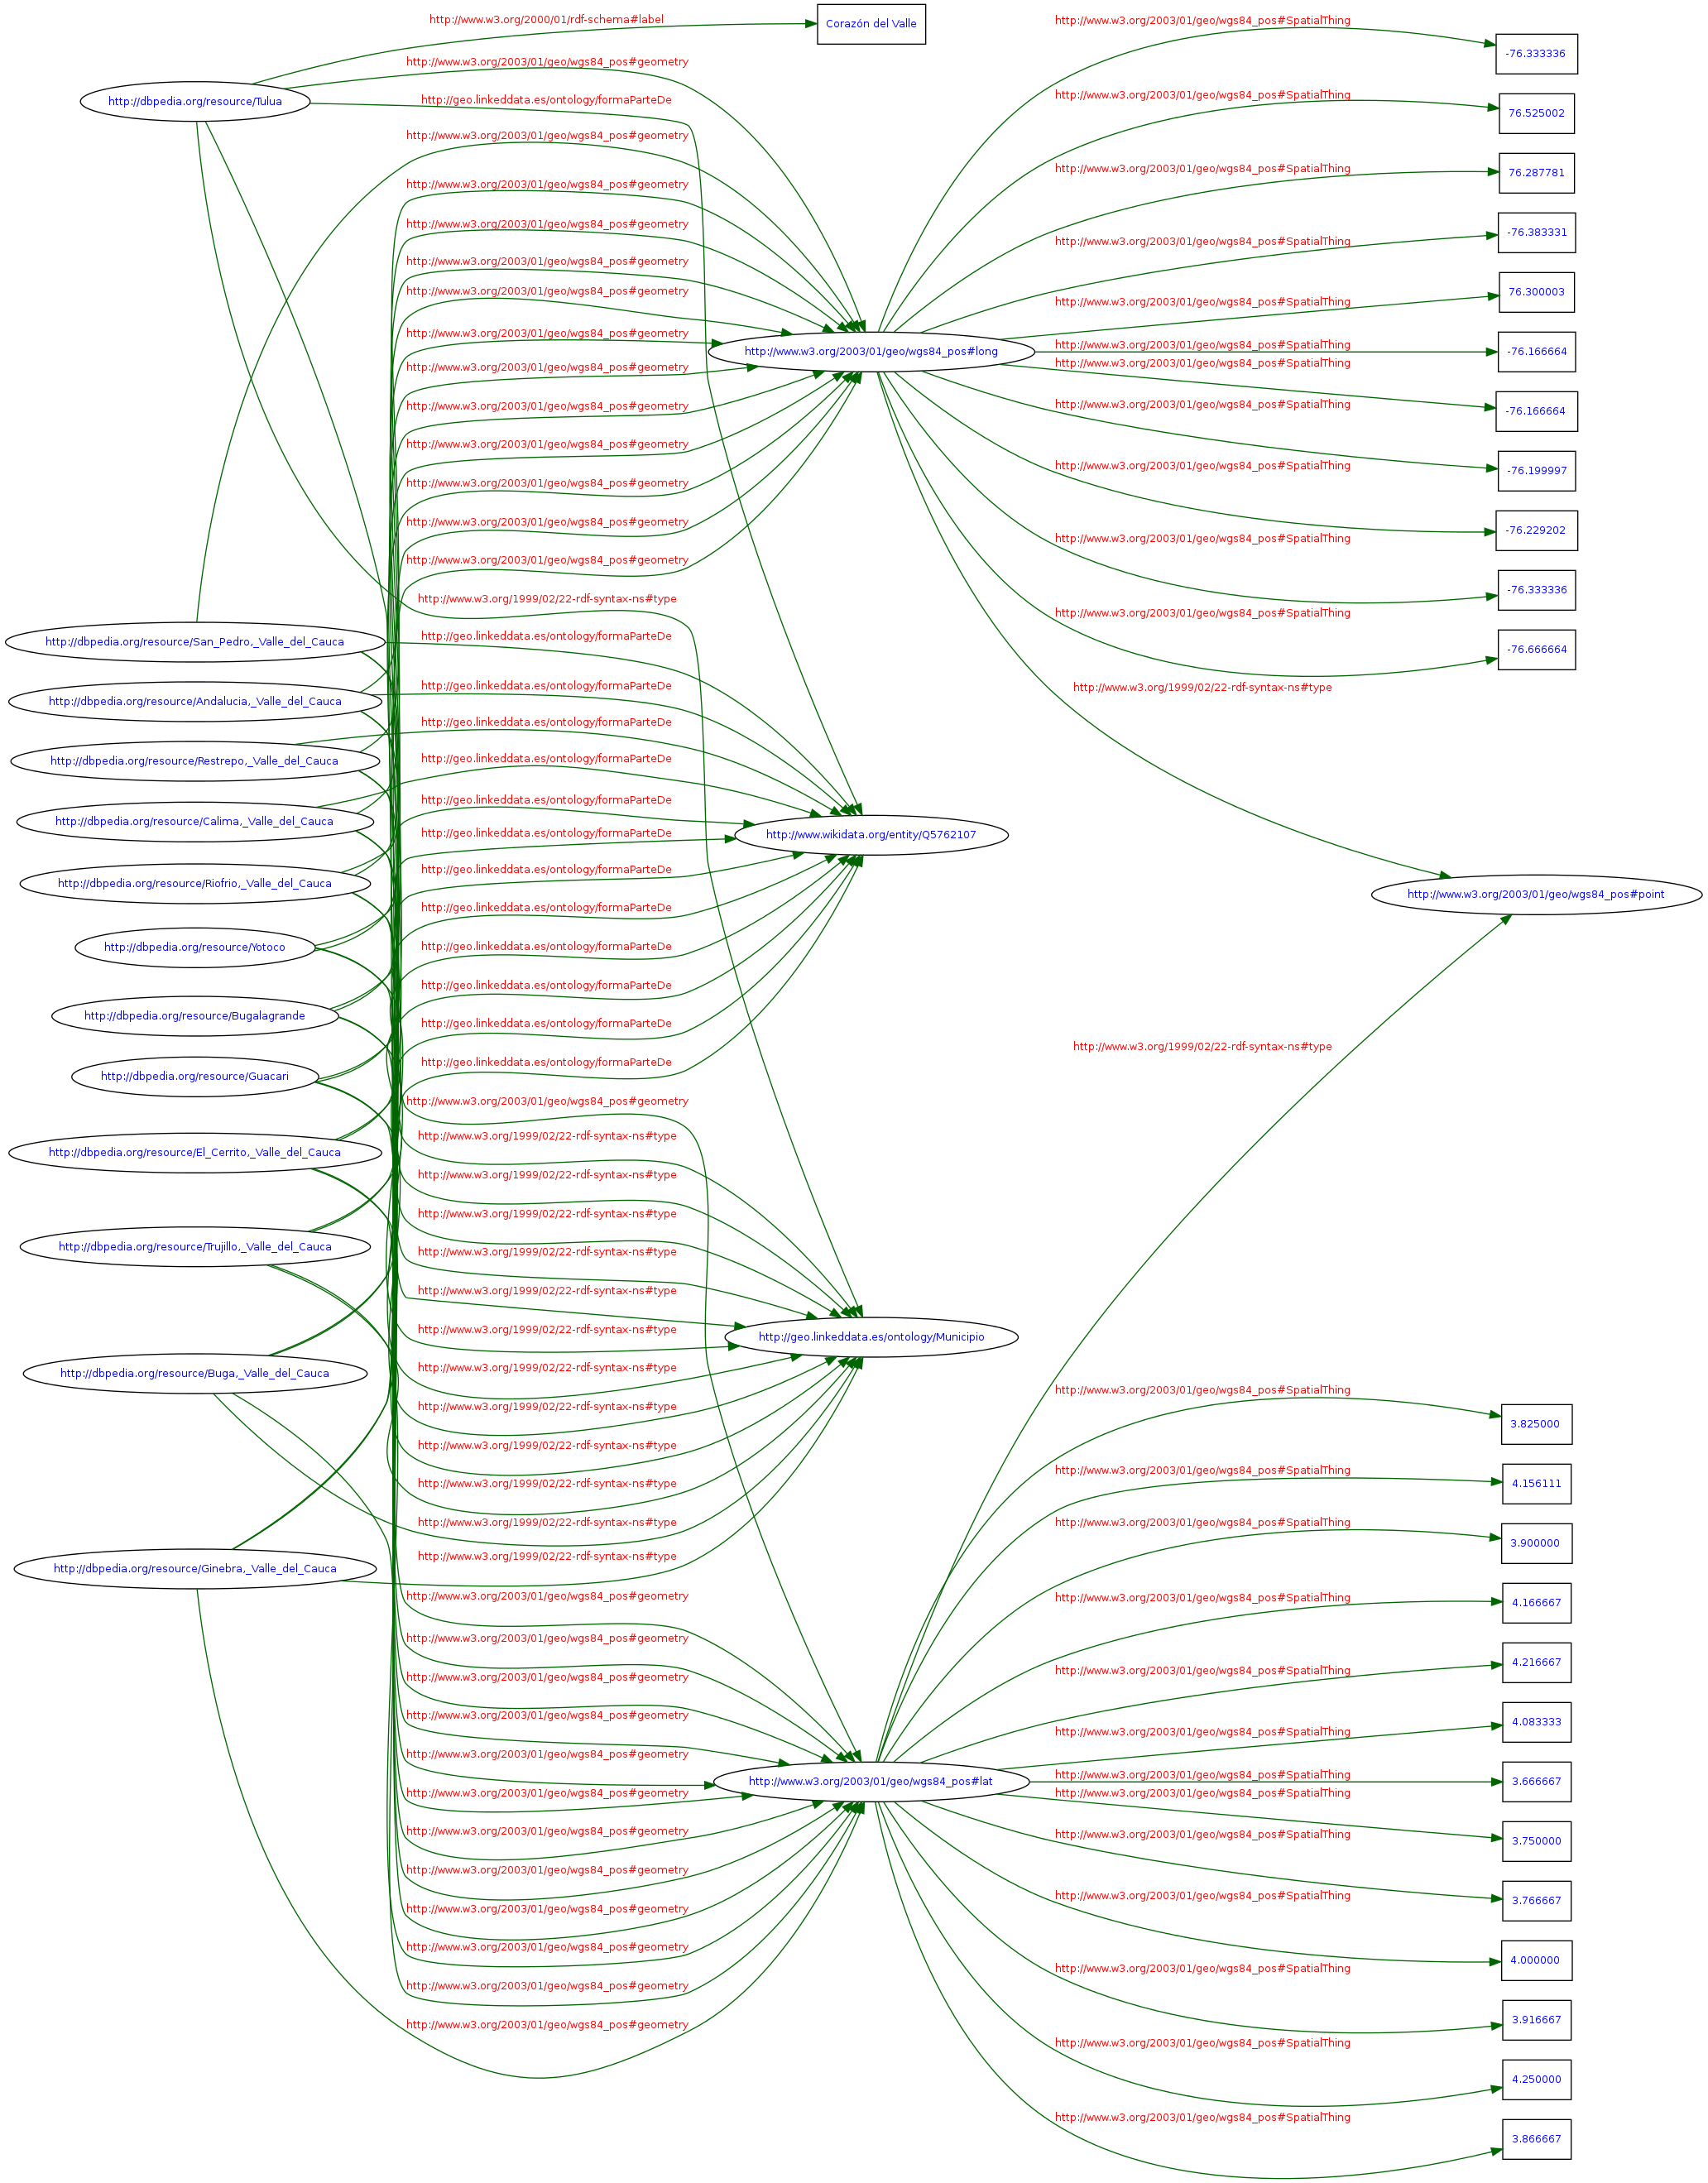 http://www.w3.org/2000/01/rdf-schema#label
Corazón del Valle
http://www.w3.org/2003/01/geo/wgs84_pos#SpatialThing
-76.333336
http://www.w3.org/2003/01/geo/wgs84_pos#geometry
http://dbpedia.org/resource/Tulua
http://geo.linkeddata.es/ontology/formaParteDe
http://www.w3.org/2003/01/geo/wgs84_pos#SpatialThing
76.525002
http://www.w3.org/2003/01/geo/wgs84_pos#geometry
http://www.w3.org/2003/01/geo/wgs84_pos#SpatialThing
76.287781
http://www.w3.org/2003/01/geo/wgs84_pos#geometry
http://www.w3.org/2003/01/geo/wgs84_pos#geometry
http://www.w3.org/2003/01/geo/wgs84_pos#SpatialThing
-76.383331
http://www.w3.org/2003/01/geo/wgs84_pos#geometry
http://www.w3.org/2003/01/geo/wgs84_pos#geometry
http://www.w3.org/2003/01/geo/wgs84_pos#SpatialThing
76.300003
http://www.w3.org/2003/01/geo/wgs84_pos#geometry
http://www.w3.org/2003/01/geo/wgs84_pos#long
http://www.w3.org/2003/01/geo/wgs84_pos#SpatialThing
-76.166664
http://www.w3.org/2003/01/geo/wgs84_pos#geometry
http://www.w3.org/2003/01/geo/wgs84_pos#SpatialThing
http://www.w3.org/2003/01/geo/wgs84_pos#geometry
http://www.w3.org/2003/01/geo/wgs84_pos#SpatialThing
-76.166664
http://www.w3.org/2003/01/geo/wgs84_pos#geometry
http://www.w3.org/2003/01/geo/wgs84_pos#SpatialThing
-76.199997
http://www.w3.org/2003/01/geo/wgs84_pos#geometry
http://www.w3.org/2003/01/geo/wgs84_pos#geometry
http://www.w3.org/2003/01/geo/wgs84_pos#SpatialThing
-76.229202
http://www.w3.org/2003/01/geo/wgs84_pos#geometry
-76.333336
http://www.w3.org/1999/02/22-rdf-syntax-ns#type
http://www.w3.org/2003/01/geo/wgs84_pos#SpatialThing
http://dbpedia.org/resource/San_Pedro,_Valle_del_Cauca
http://geo.linkeddata.es/ontology/formaParteDe
-76.666664
http://geo.linkeddata.es/ontology/formaParteDe
http://www.w3.org/1999/02/22-rdf-syntax-ns#type
http://dbpedia.org/resource/Andalucia,_Valle_del_Cauca
http://geo.linkeddata.es/ontology/formaParteDe
http://dbpedia.org/resource/Restrepo,_Valle_del_Cauca
http://geo.linkeddata.es/ontology/formaParteDe
http://geo.linkeddata.es/ontology/formaParteDe
http://dbpedia.org/resource/Calima,_Valle_del_Cauca
http://geo.linkeddata.es/ontology/formaParteDe
http://www.wikidata.org/entity/Q5762107
http://geo.linkeddata.es/ontology/formaParteDe
http://dbpedia.org/resource/Riofrio,_Valle_del_Cauca
http://www.w3.org/2003/01/geo/wgs84_pos#point
http://geo.linkeddata.es/ontology/formaParteDe
http://dbpedia.org/resource/Yotoco
http://geo.linkeddata.es/ontology/formaParteDe
http://geo.linkeddata.es/ontology/formaParteDe
http://dbpedia.org/resource/Bugalagrande
http://geo.linkeddata.es/ontology/formaParteDe
http://www.w3.org/1999/02/22-rdf-syntax-ns#type
http://geo.linkeddata.es/ontology/formaParteDe
http://dbpedia.org/resource/Guacari
http://www.w3.org/2003/01/geo/wgs84_pos#geometry
http://www.w3.org/1999/02/22-rdf-syntax-ns#type
http://dbpedia.org/resource/El_Cerrito,_Valle_del_Cauca
http://www.w3.org/1999/02/22-rdf-syntax-ns#type
http://www.w3.org/1999/02/22-rdf-syntax-ns#type
http://dbpedia.org/resource/Trujillo,_Valle_del_Cauca
http://www.w3.org/1999/02/22-rdf-syntax-ns#type
http://www.w3.org/1999/02/22-rdf-syntax-ns#type
http://www.w3.org/1999/02/22-rdf-syntax-ns#type
http://geo.linkeddata.es/ontology/Municipio
http://www.w3.org/1999/02/22-rdf-syntax-ns#type
http://dbpedia.org/resource/Buga,_Valle_del_Cauca
http://www.w3.org/2003/01/geo/wgs84_pos#SpatialThing
http://www.w3.org/1999/02/22-rdf-syntax-ns#type
3.825000
http://www.w3.org/1999/02/22-rdf-syntax-ns#type
http://www.w3.org/2003/01/geo/wgs84_pos#SpatialThing
http://www.w3.org/1999/02/22-rdf-syntax-ns#type
4.156111
http://www.w3.org/1999/02/22-rdf-syntax-ns#type
http://www.w3.org/2003/01/geo/wgs84_pos#SpatialThing
3.900000
http://www.w3.org/1999/02/22-rdf-syntax-ns#type
http://dbpedia.org/resource/Ginebra,_Valle_del_Cauca
http://www.w3.org/2003/01/geo/wgs84_pos#geometry
http://www.w3.org/2003/01/geo/wgs84_pos#SpatialThing
4.166667
http://www.w3.org/2003/01/geo/wgs84_pos#geometry
4.216667
http://www.w3.org/2003/01/geo/wgs84_pos#SpatialThing
http://www.w3.org/2003/01/geo/wgs84_pos#geometry
http://www.w3.org/2003/01/geo/wgs84_pos#geometry
4.083333
http://www.w3.org/2003/01/geo/wgs84_pos#SpatialThing
http://www.w3.org/2003/01/geo/wgs84_pos#geometry
http://www.w3.org/2003/01/geo/wgs84_pos#SpatialThing
http://www.w3.org/2003/01/geo/wgs84_pos#lat
3.666667
http://www.w3.org/2003/01/geo/wgs84_pos#geometry
http://www.w3.org/2003/01/geo/wgs84_pos#SpatialThing
http://www.w3.org/2003/01/geo/wgs84_pos#geometry
http://www.w3.org/2003/01/geo/wgs84_pos#SpatialThing
3.750000
http://www.w3.org/2003/01/geo/wgs84_pos#geometry
http://www.w3.org/2003/01/geo/wgs84_pos#SpatialThing
3.766667
http://www.w3.org/2003/01/geo/wgs84_pos#geometry
http://www.w3.org/2003/01/geo/wgs84_pos#geometry
4.000000
http://www.w3.org/2003/01/geo/wgs84_pos#SpatialThing
http://www.w3.org/2003/01/geo/wgs84_pos#geometry
3.916667
http://www.w3.org/2003/01/geo/wgs84_pos#geometry
http://www.w3.org/2003/01/geo/wgs84_pos#SpatialThing
4.250000
http://www.w3.org/2003/01/geo/wgs84_pos#SpatialThing
3.866667